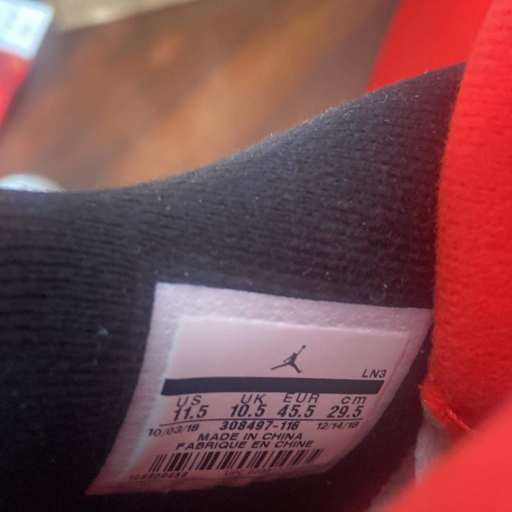 LN3
US UK EUR cm
11.5 10.5 45.5 29.5
10/03/18 308497-116 12/14/18
MADE IN CHINA
FABRIQUE EN CHINE